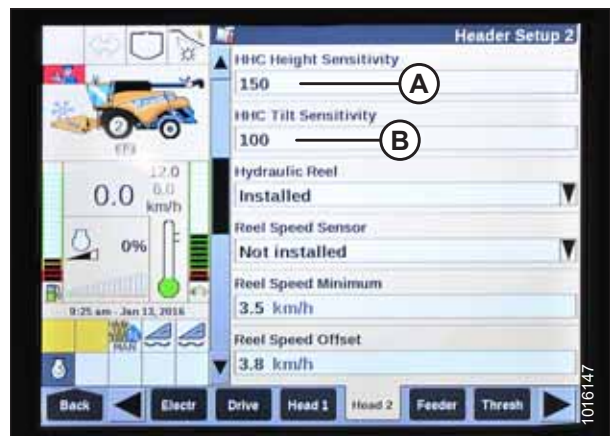 Header Setup 2
HHC Height Sensitivity
150
A
HHC Tilt Sensitivity
100
B
Hydraulic Reel
Installed
Reel Speed Sensor
Not installed
Reel Speed Minimum
3.5 km/h
Reel Speed Offset
3.8 km/h
2
12.0
6.0
0.0 km/h
0%
9:25 am - Jan 13, 2016
MAN
Back
Electr
Drive
Head 1
Head 2
Feeder
Thresh
1016147